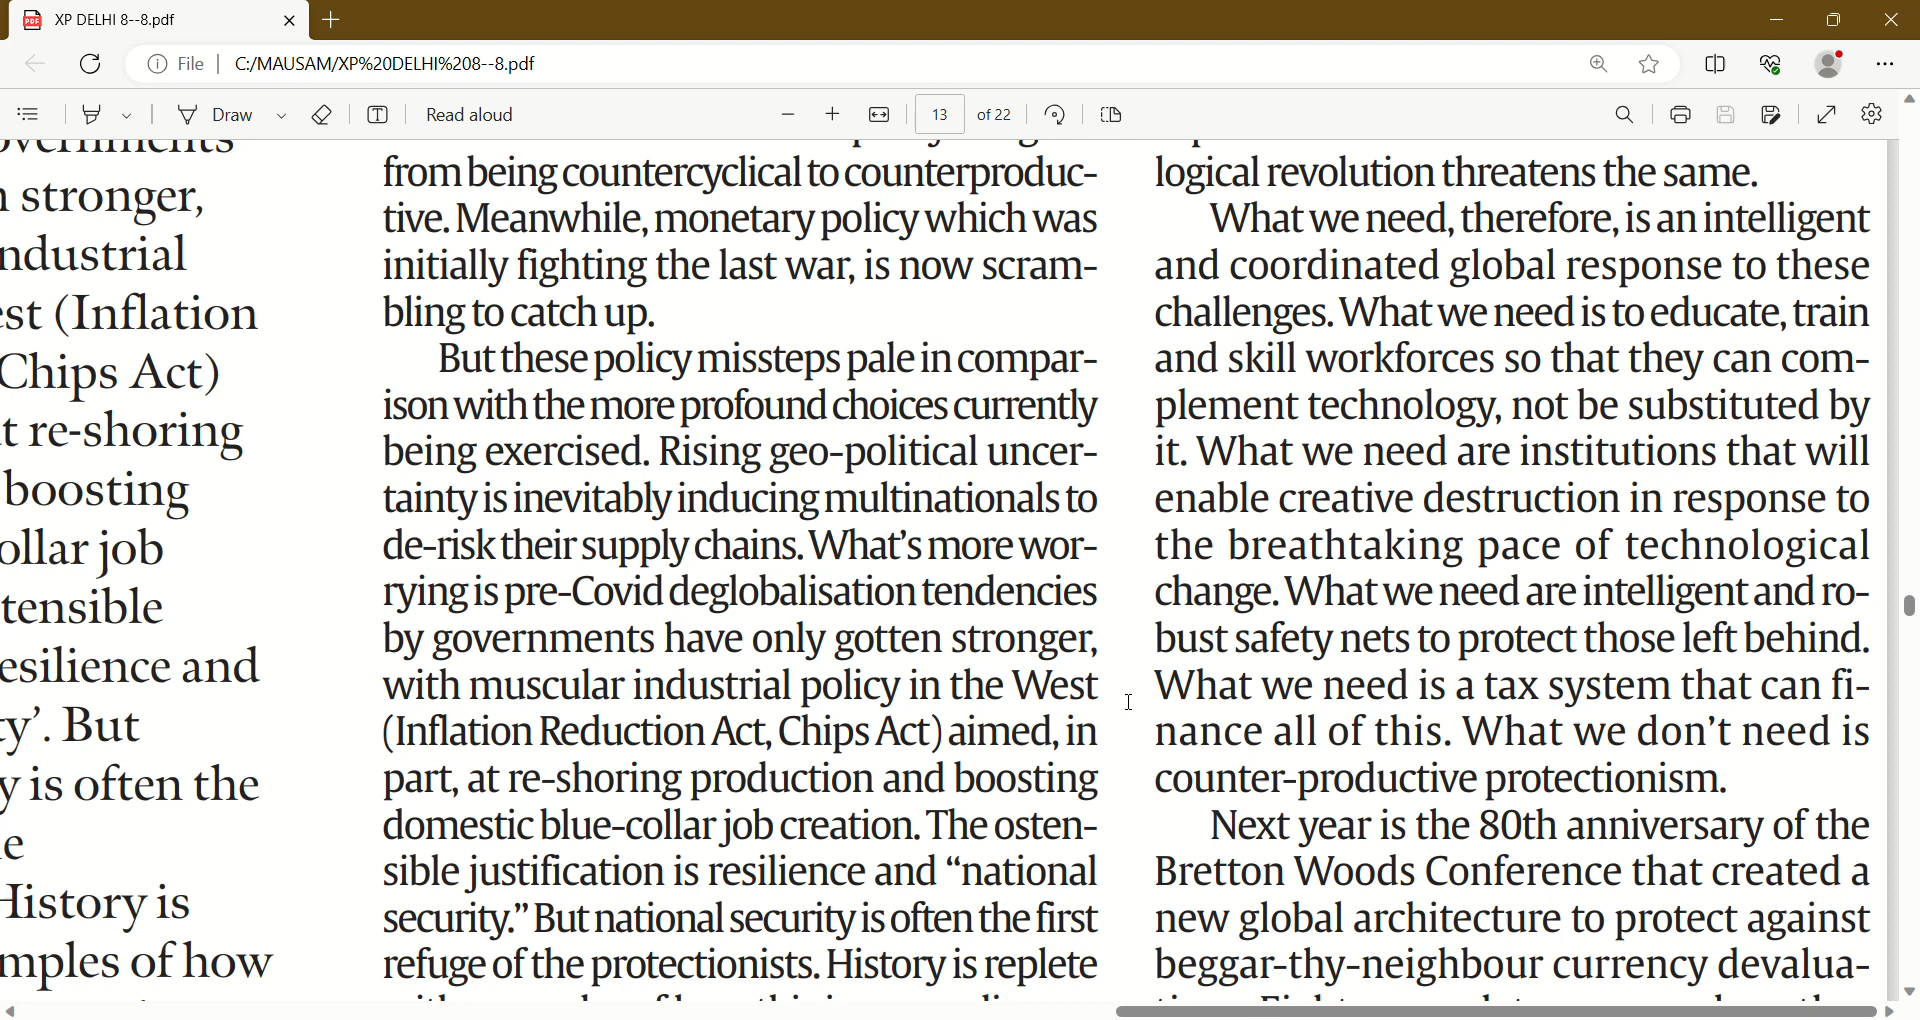 XP DELHI 8--8.pdf
File
C:/MAUSAM/XP%20DELHI%208--8.pdf
Draw
Read aloud
13
of 22
stronger,
ndustrial
est (Inflation
Chips Act)
t re-shoring
boosting
ollar job
tensible
esilience and
ty’. But
y is often the
e
History is
mples of how
from being countercyclical to counterproduc-
tive. Meanwhile, monetary policy which was
initially fighting the last war, is now scram-
bling to catch up.
But these policy missteps pale in compar-
ison with the more profound choices currently
being exercised. Rising geo-political uncer-
tainty is inevitably inducing multinationals to
de-risk their supply chains. What’s more wor-
rying is pre-Covid deglobalisation tendencies
by governments have only gotten stronger,
with muscular industrial policy in the West
(Inflation Reduction Act, Chips Act) aimed, in
part, at re-shoring production and boosting
domestic blue-collar job creation. The osten-
sible justification is resilience and “national
security.” But national security is often the first
refuge of the protectionists. History is replete
logical revolution threatens the same.
What we need, therefore, is an intelligent
and coordinated global response to these
challenges. What we need is to educate, train
and skill workforces so that they can com-
plement technology, not be substituted by
it. What we need are institutions that will
enable creative destruction in response to
the breathtaking pace of technological
change. What we need are intelligent and ro-
bust safety nets to protect those left behind.
What we need is a tax system that can fi-
nance all of this. What we don’t need is
counter-productive protectionism.
Next year is the 80th anniversary of the
Bretton Woods Conference that created a
new global architecture to protect against
beggar-thy-neighbour currency devalua-